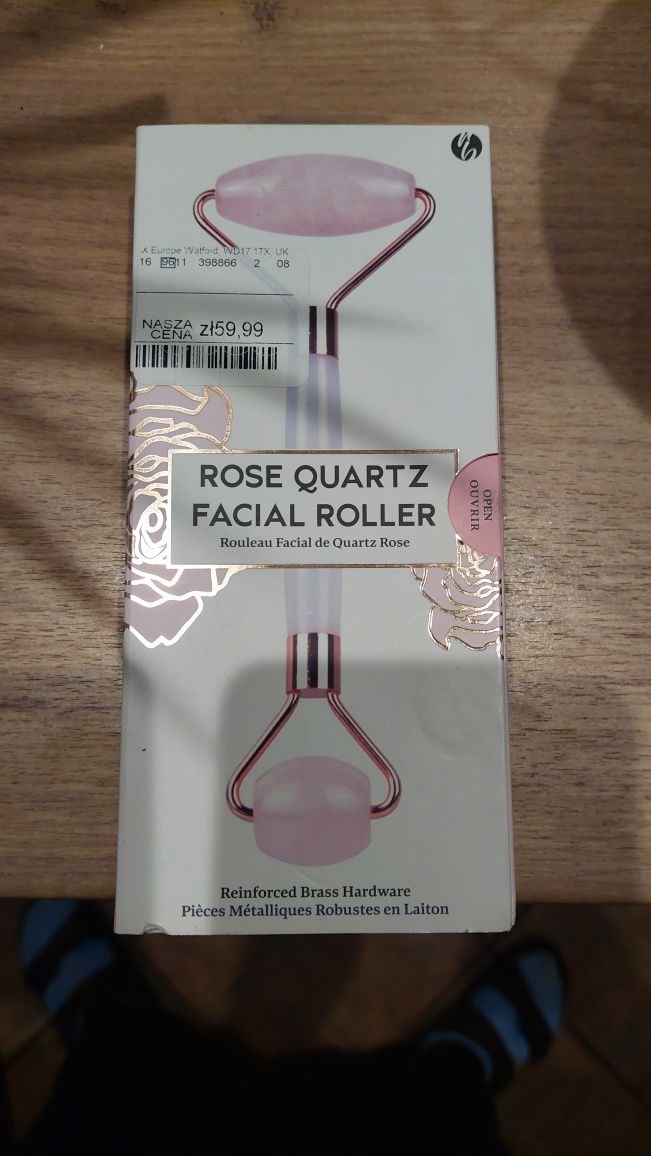 Europe Watford, WD17 1TX, UK
16 9611 398866 2 08
NASZA
CENA zł59,99
ROSE QUARTZ
FACIAL ROLLER
Rouleau Facial de Quartz Rose
OPEN
OUVRIR
Reinforced Brass Hardware
Pièces Métalliques Robustes en Laiton